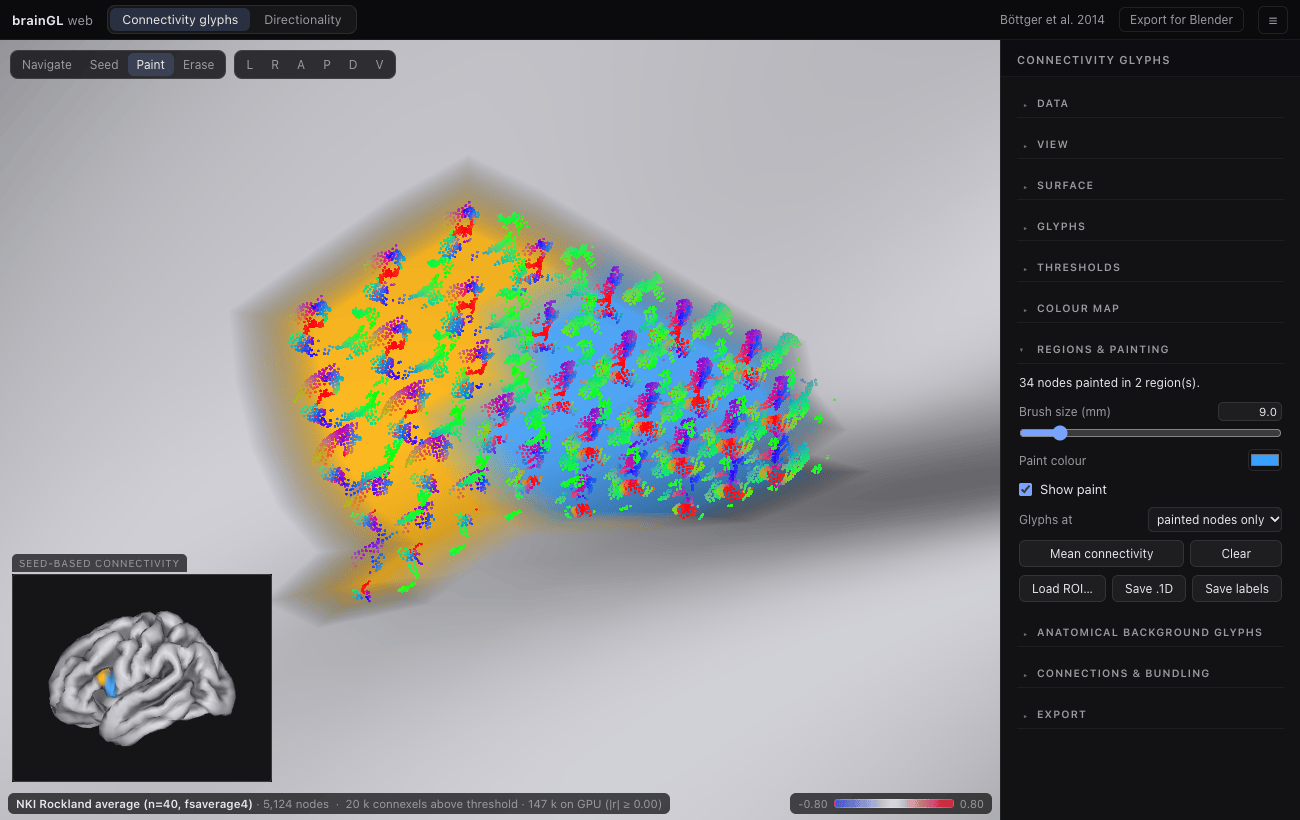 brainGL web Connectivity glyphs Directionality Böttger et al. 2014 Export for Blender ≡
Navigate Seed Paint Erase L R A P D V
CONNECTIVITY GLYPHS
DATA
VIEW
SURFACE
GLYPHS
THRESHOLDS
COLOUR MAP
REGIONS & PAINTING
34 nodes painted in 2 region(s).
Brush size (mm) 9.0
Paint colour
Show paint
Glyphs at painted nodes only
Mean connectivity Clear
Load ROI... Save .1D Save labels
ANATOMICAL BACKGROUND GLYPHS
CONNECTIONS & BUNDLING
EXPORT
SEED-BASED CONNECTIVITY
NKI Rockland average (n=40, fsaverage4) · 5,124 nodes · 20 k connexels above threshold · 147 k on GPU (|r| ≥ 0.00)
-0.80 0.80